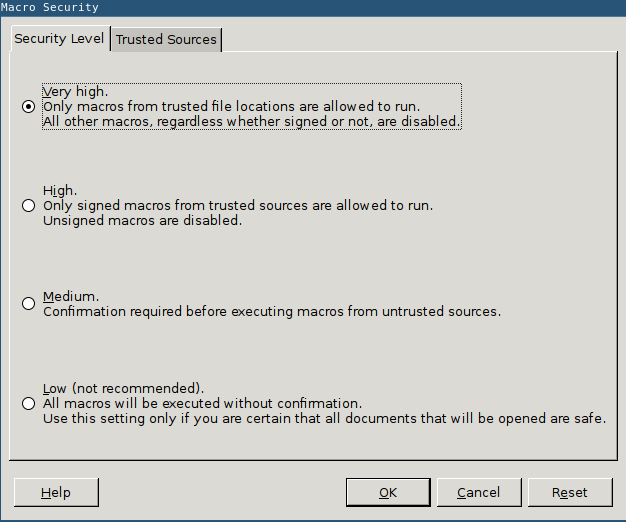 Macro Security
Security Level
Trusted Sources
Very high.
Only macros from trusted file locations are allowed to run.
All other macros, regardless whether signed or not, are disabled.
High.
Only signed macros from trusted sources are allowed to run.
Unsigned macros are disabled.
Medium.
Confirmation required before executing macros from untrusted sources.
Low (not recommended).
All macros will be executed without confirmation.
Use this setting only if you are certain that all documents that will be opened are safe.
Help
OK
Cancel
Reset